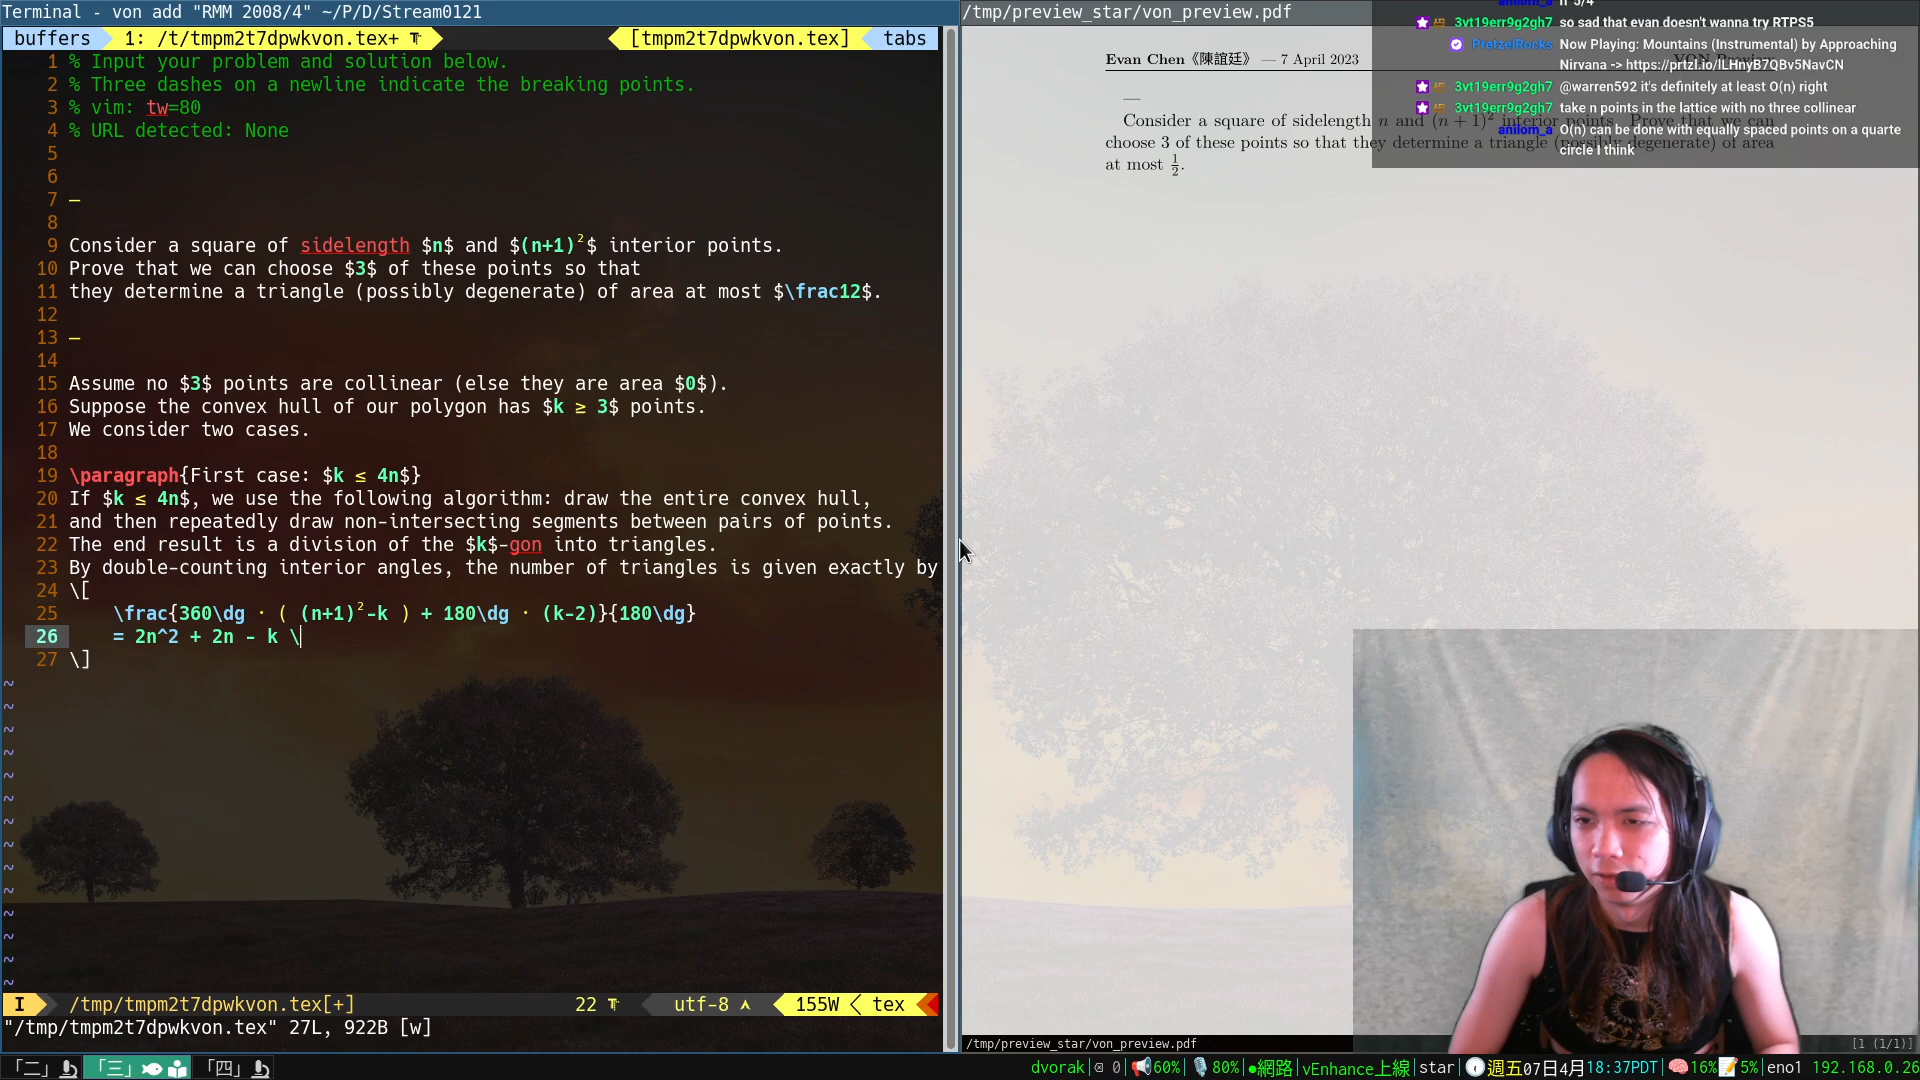 Terminal - von add "RMM 2008/4" ~/P/D/Stream0121
buffers 1: /t/tmpm2t7dpwkvon.tex+ [tmpm2t7dpwkvon.tex] tabs
1 % Input your problem and solution below.
2 % Three dashes on a newline indicate the breaking points.
3 % vim: tw=80
4 % URL detected: None
5
6
7 —
8
9 Consider a square of sidelength $n$ and $(n+1)²$ interior points.
10 Prove that we can choose $3$ of these points so that
11 they determine a triangle (possibly degenerate) of area at most $\frac12$.
12
13 —
14
15 Assume no $3$ points are collinear (else they are area $0$).
16 Suppose the convex hull of our polygon has $k ≥ 3$ points.
17 We consider two cases.
18
19 \paragraph{First case: $k ≤ 4n$}
20 If $k ≤ 4n$, we use the following algorithm: draw the entire convex hull,
21 and then repeatedly draw non-intersecting segments between pairs of points.
22 The end result is a division of the $k$-gon into triangles.
23 By double-counting interior angles, the number of triangles is given exactly by
24 \[
25 \frac{360\dg · ( (n+1)²-k ) + 180\dg · (k-2)}{180\dg}
26 = 2n^2 + 2n - k \
27 \]
~
~
~
~
~
~
~
~
~
~
~
~
~
~
I /tmp/tmpm2t7dpwkvon.tex[+] 22 utf-8 155W < tex
"/tmp/tmpm2t7dpwkvon.tex" 27L, 922B [w]
/tmp/preview_star/von_preview.pdf
Evan Chen《陳誼廷》 — 7 April 2023
—
Consider a square of sidelength n and (n + 1)² interior points. Prove that we can
choose 3 of these points so that they determine a triangle (possibly degenerate) of area
at most 1/2.
anilom_a n^5/4
3vt19err9g2gh7 so sad that evan doesn't wanna try RTPS5
PretzelRocks Now Playing: Mountains (Instrumental) by Approaching
Nirvana -> https://prtzl.io/lLHnyB7QBv5NavCN
3vt19err9g2gh7 @warren592 it's definitely at least O(n) right
3vt19err9g2gh7 take n points in the lattice with no three collinear
anilom_a O(n) can be done with equally spaced points on a quarte
circle I think
/tmp/preview_star/von_preview.pdf [1 (1/1)]
「二」 「三」 「四」 dvorak 0 60% 80% 網路 vEnhance上線 star 週五07日4月18:37PDT 16% 5% eno1 192.168.0.26